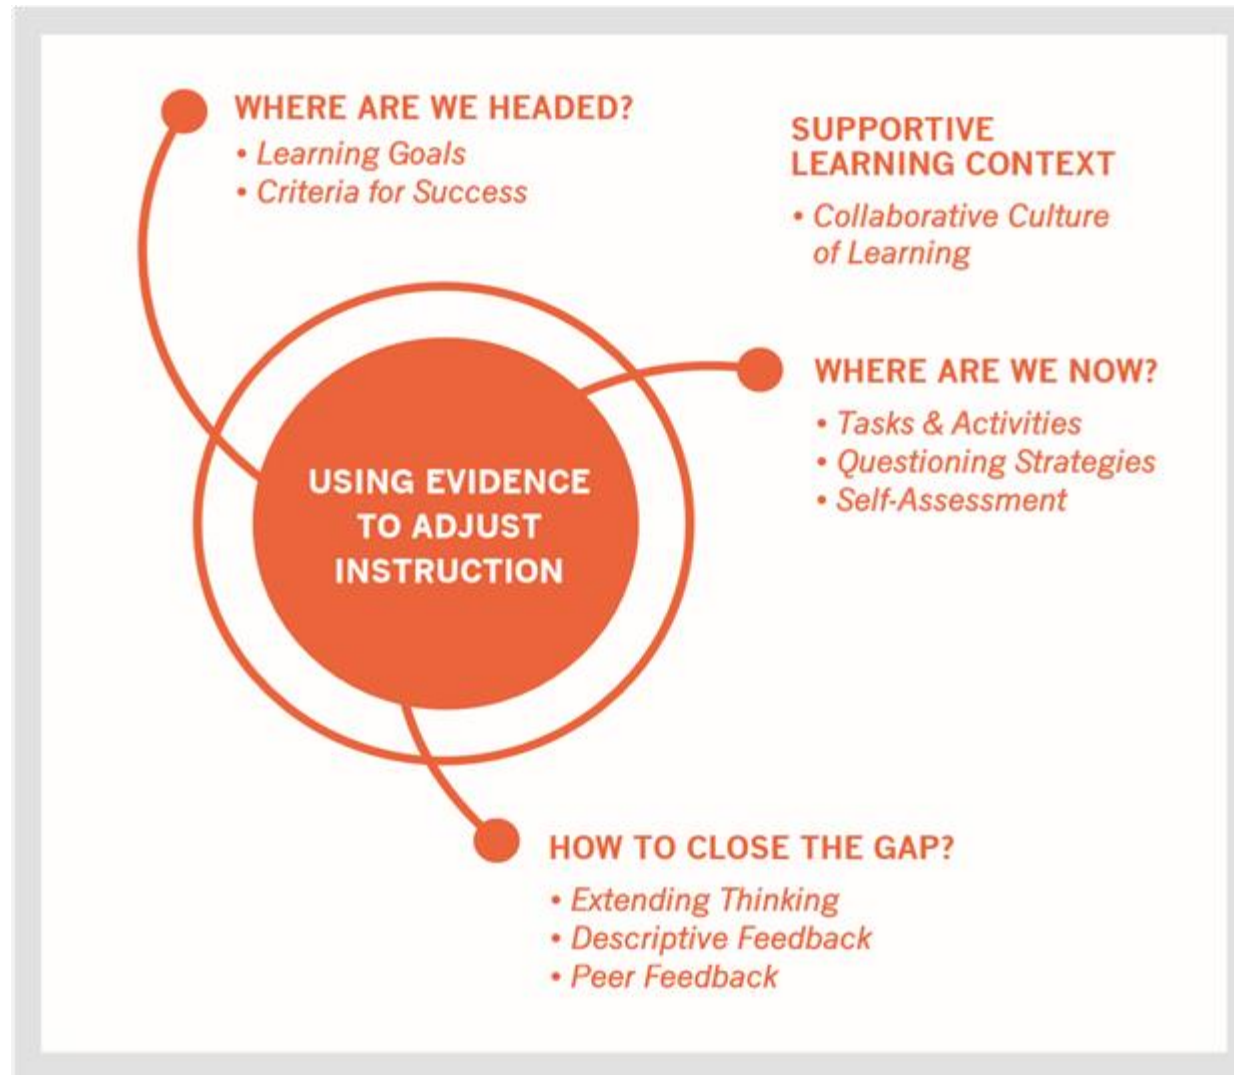 WHERE ARE WE HEADED?
• Learning Goals
• Criteria for Success
SUPPORTIVE
LEARNING CONTEXT
• Collaborative Culture
of Learning
WHERE ARE WE NOW?
• Tasks & Activities
• Questioning Strategies
• Self-Assessment
USING EVIDENCE
TO ADJUST
INSTRUCTION
HOW TO CLOSE THE GAP?
• Extending Thinking
• Descriptive Feedback
• Peer Feedback